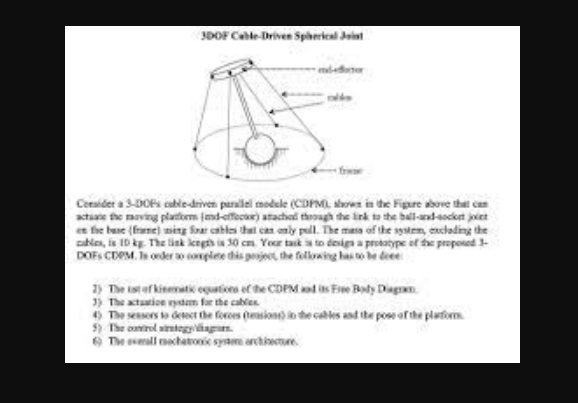 3DOF Cable-Driven Spherical Joint
end-effector
cables
frame
Consider a 3-DOFs cable-driven parallel module (CDPM), shown in the Figure above that can
actuate the moving platform (end-effector) attached through the link to the ball-and-socket joint
on the base (frame) using four cables that can only pull. The mass of the system, excluding the
cables, is 10 kg. The link length is 30 cm. Your task is to design a prototype of the proposed 3-
DOFs CDPM. In order to complete this project, the following has to be done:
2) The set of kinematic equations of the CDPM and its Free Body Diagram.
3) The actuation system for the cables.
4) The sensors to detect the forces (tensions) in the cables and the pose of the platform.
5) The control strategy/diagram.
6) The overall mechatronic system architecture.